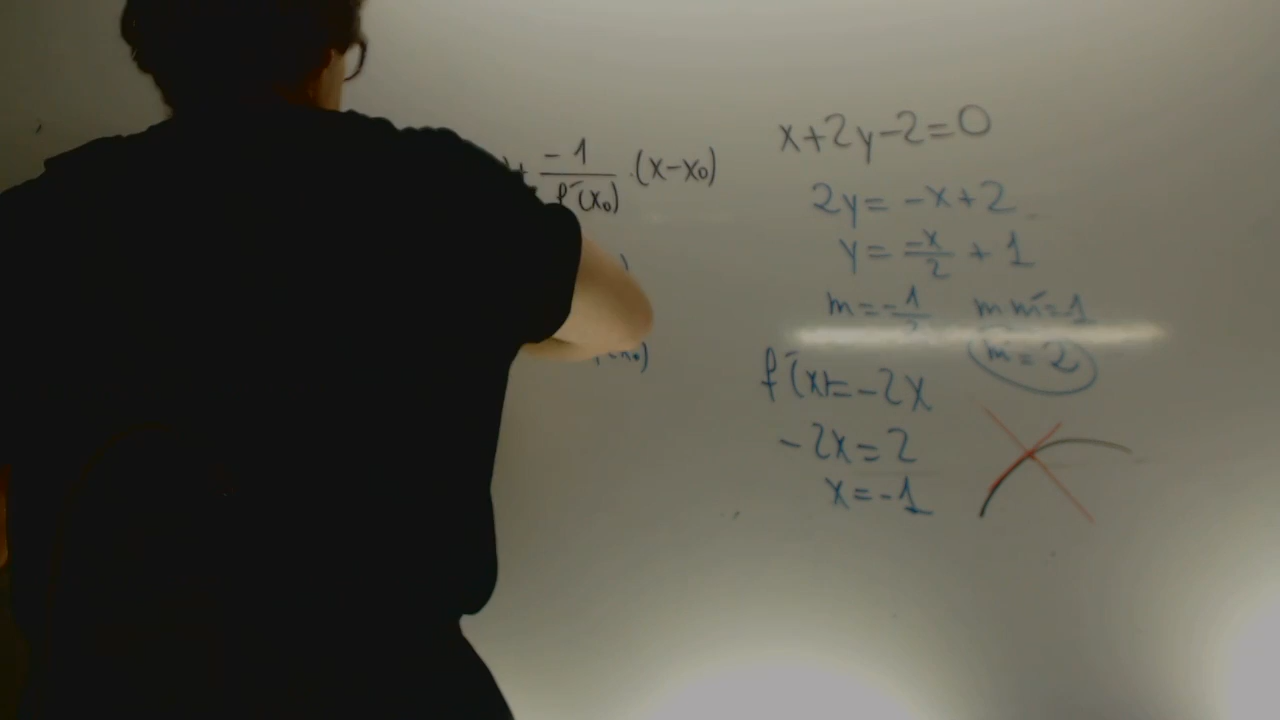 + -1/f'(x₀) · (x-x₀)
x+2y-2=0
2y = -x+2
y = -x/2 + 1
m = -1/2 m m' = 1
m' = 2
f'(x)= -2x
-2x = 2
x = -1